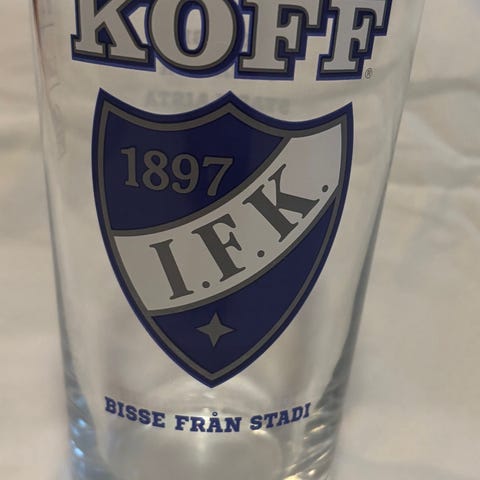 KOFF
®
1897
I.F.K.
BISSE FRÅN STADI